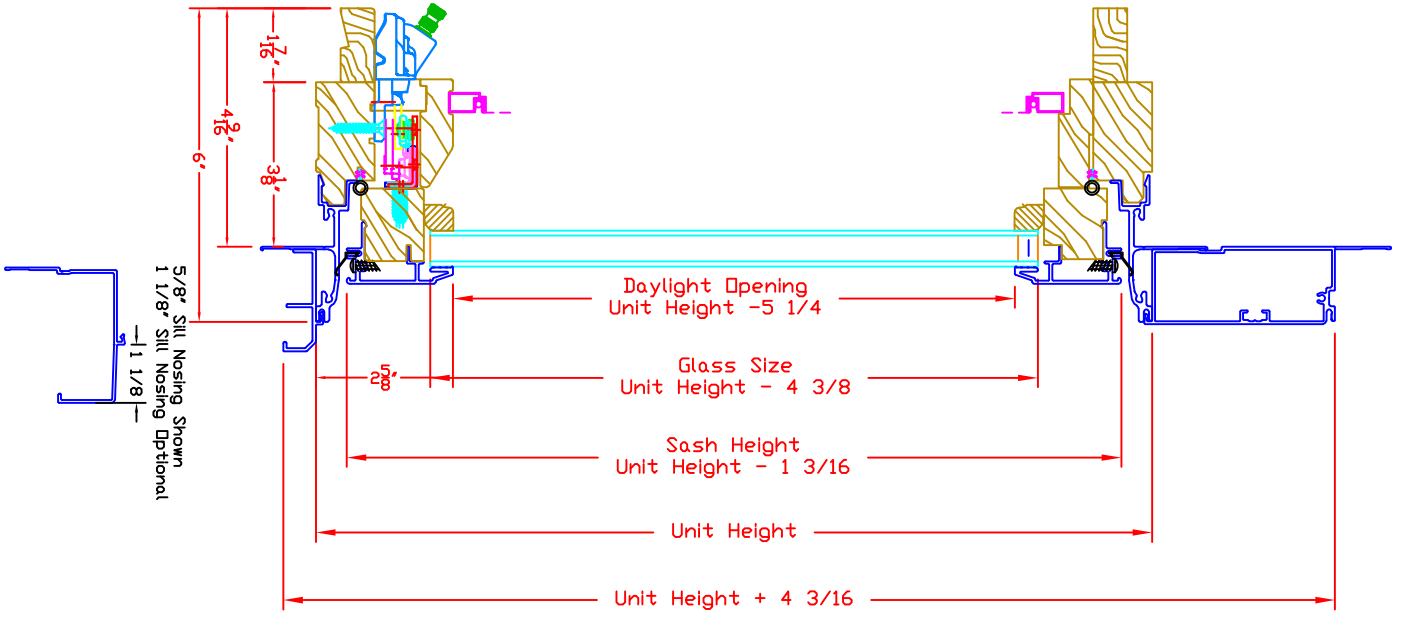 1 7/16"
4 9/16"
3 1/8"
6"
5/8" Sill Nosing Shown
1 1/8" Sill Nosing Optional
1 1/8
Daylight Opening
Unit Height -5 1/4
2 5/8"
Glass Size
Unit Height - 4 3/8
Sash Height
Unit Height - 1 3/16
Unit Height
Unit Height + 4 3/16